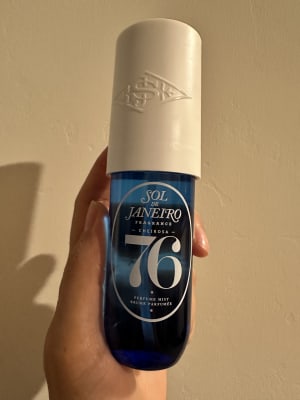 SOL
DE
JANEIRO
FRAGRANCE
CHEIROSA
76
PERFUME MIST
BRUME PARFUMÉE